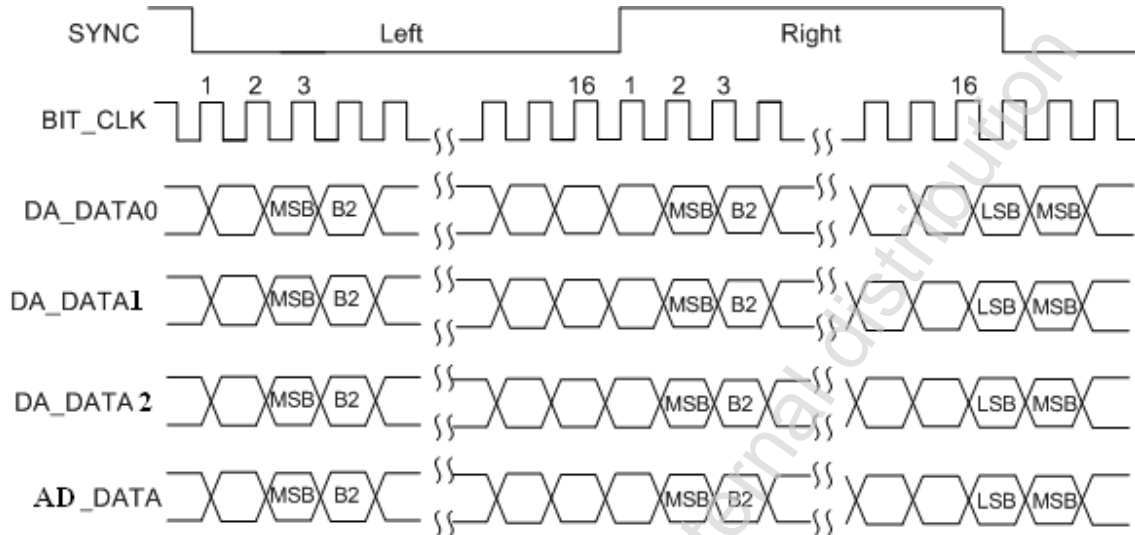 SYNC Left Right
1 2 3 16 1 2 3 16
BIT_CLK
DA_DATA0 MSB B2 MSB B2 LSB MSB
DA_DATA1 MSB B2 MSB B2 LSB MSB
DA_DATA 2 MSB B2 MSB B2 LSB MSB
AD_DATA MSB B2 MSB B2 LSB MSB
distribution